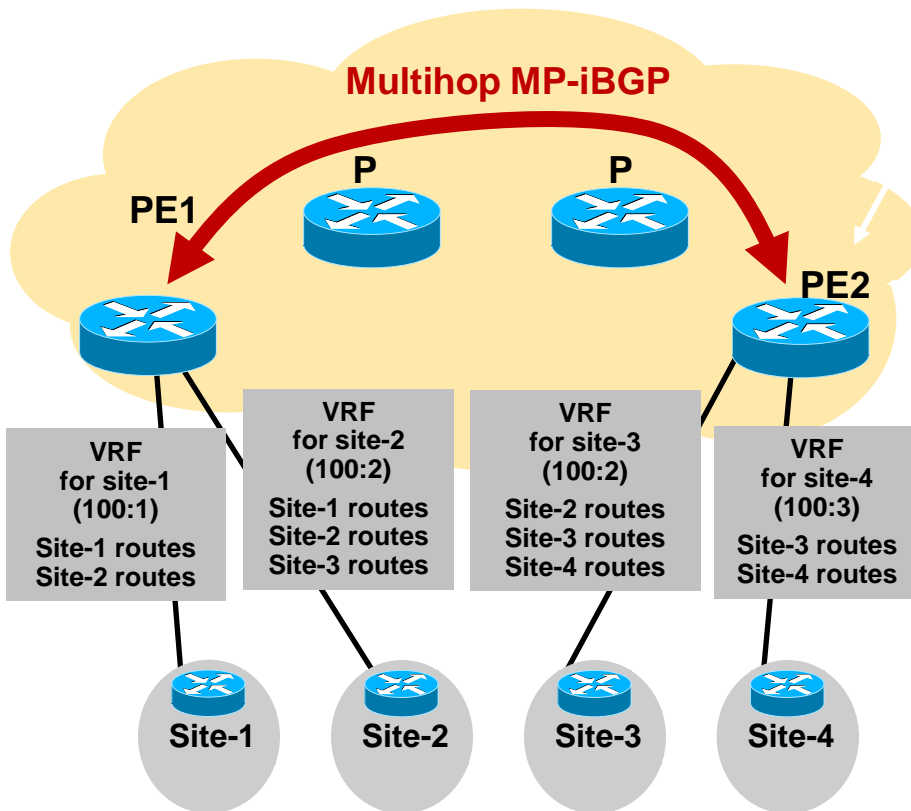 Multihop MP-iBGP
P
P
PE1
PE2
VRF
for site-1
(100:1)
Site-1 routes
Site-2 routes
VRF
for site-2
(100:2)
Site-1 routes
Site-2 routes
Site-3 routes
VRF
for site-3
(100:2)
Site-2 routes
Site-3 routes
Site-4 routes
VRF
for site-4
(100:3)
Site-3 routes
Site-4 routes
Site-1
Site-2
Site-3
Site-4